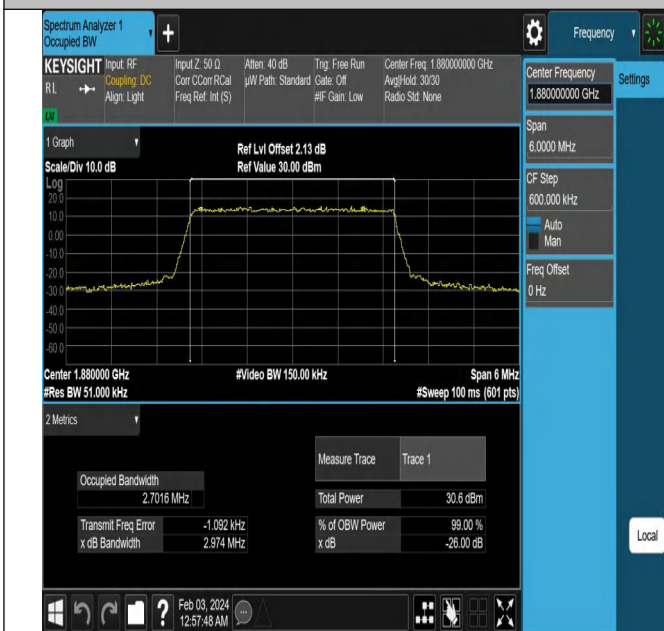 Spectrum Analyzer 1
Occupied BW
+
Frequency
KEYSIGHT
RL
Input: RF
Coupling: DC
Align: Light
Input Z: 50 Ω
Corr CCorr RCal
Freq Ref: Int (S)
Atten: 40 dB
µW Path: Standard
Trig: Free Run
Gate: Off
#IF Gain: Low
Center Freq: 1.880000000 GHz
Avg|Hold: 30/30
Radio Std: None
Center Frequency
1.880000000 GHz
Settings
Span
6.0000 MHz
CF Step
600.000 kHz
Auto
Man
Freq Offset
0 Hz
Local
1 Graph
Scale/Div 10.0 dB
Ref Lvl Offset 2.13 dB
Ref Value 30.00 dBm
Log
20.0
10.0
0.00
-10.0
-20.0
-30.0
-40.0
-50.0
-60.0
Center 1.880000 GHz
#Video BW 150.00 kHz
Span 6 MHz
#Res BW 51.000 kHz
#Sweep 100 ms (601 pts)
2 Metrics
Measure Trace Trace 1
Occupied Bandwidth
2.7016 MHz
Total Power 30.6 dBm
Transmit Freq Error -1.092 kHz
% of OBW Power 99.00 %
x dB Bandwidth 2.974 MHz
x dB -26.00 dB
?
Feb 03, 2024
12:57:48 AM